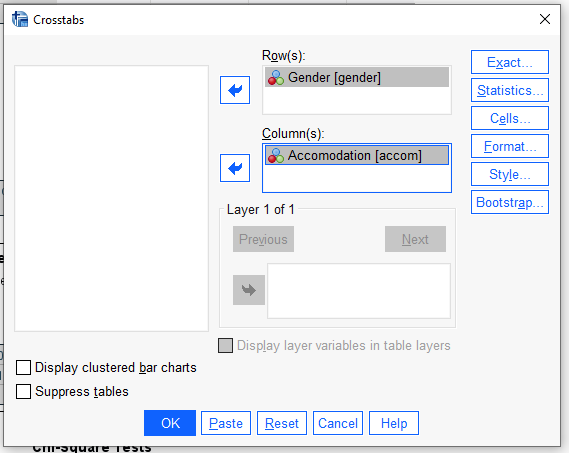 Crosstabs
Row(s):
Gender [gender]
Column(s):
Accomodation [accom]
Layer 1 of 1
Previous
Next
Display layer variables in table layers
Exact...
Statistics...
Cells...
Format...
Style...
Bootstrap...
Display clustered bar charts
Suppress tables
OK
Paste
Reset
Cancel
Help
Chi-Square Tests